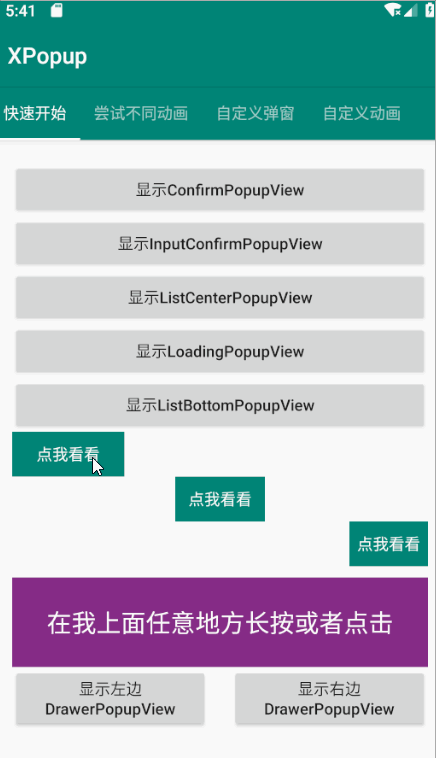 5:41
XPopup
快速开始 尝试不同动画 自定义弹窗 自定义动画
显示ConfirmPopupView
显示InputConfirmPopupView
显示ListCenterPopupView
显示LoadingPopupView
显示ListBottomPopupView
点我看看
点我看看
点我看看
在我上面任意地方长按或者点击
显示左边
DrawerPopupView
显示右边
DrawerPopupView